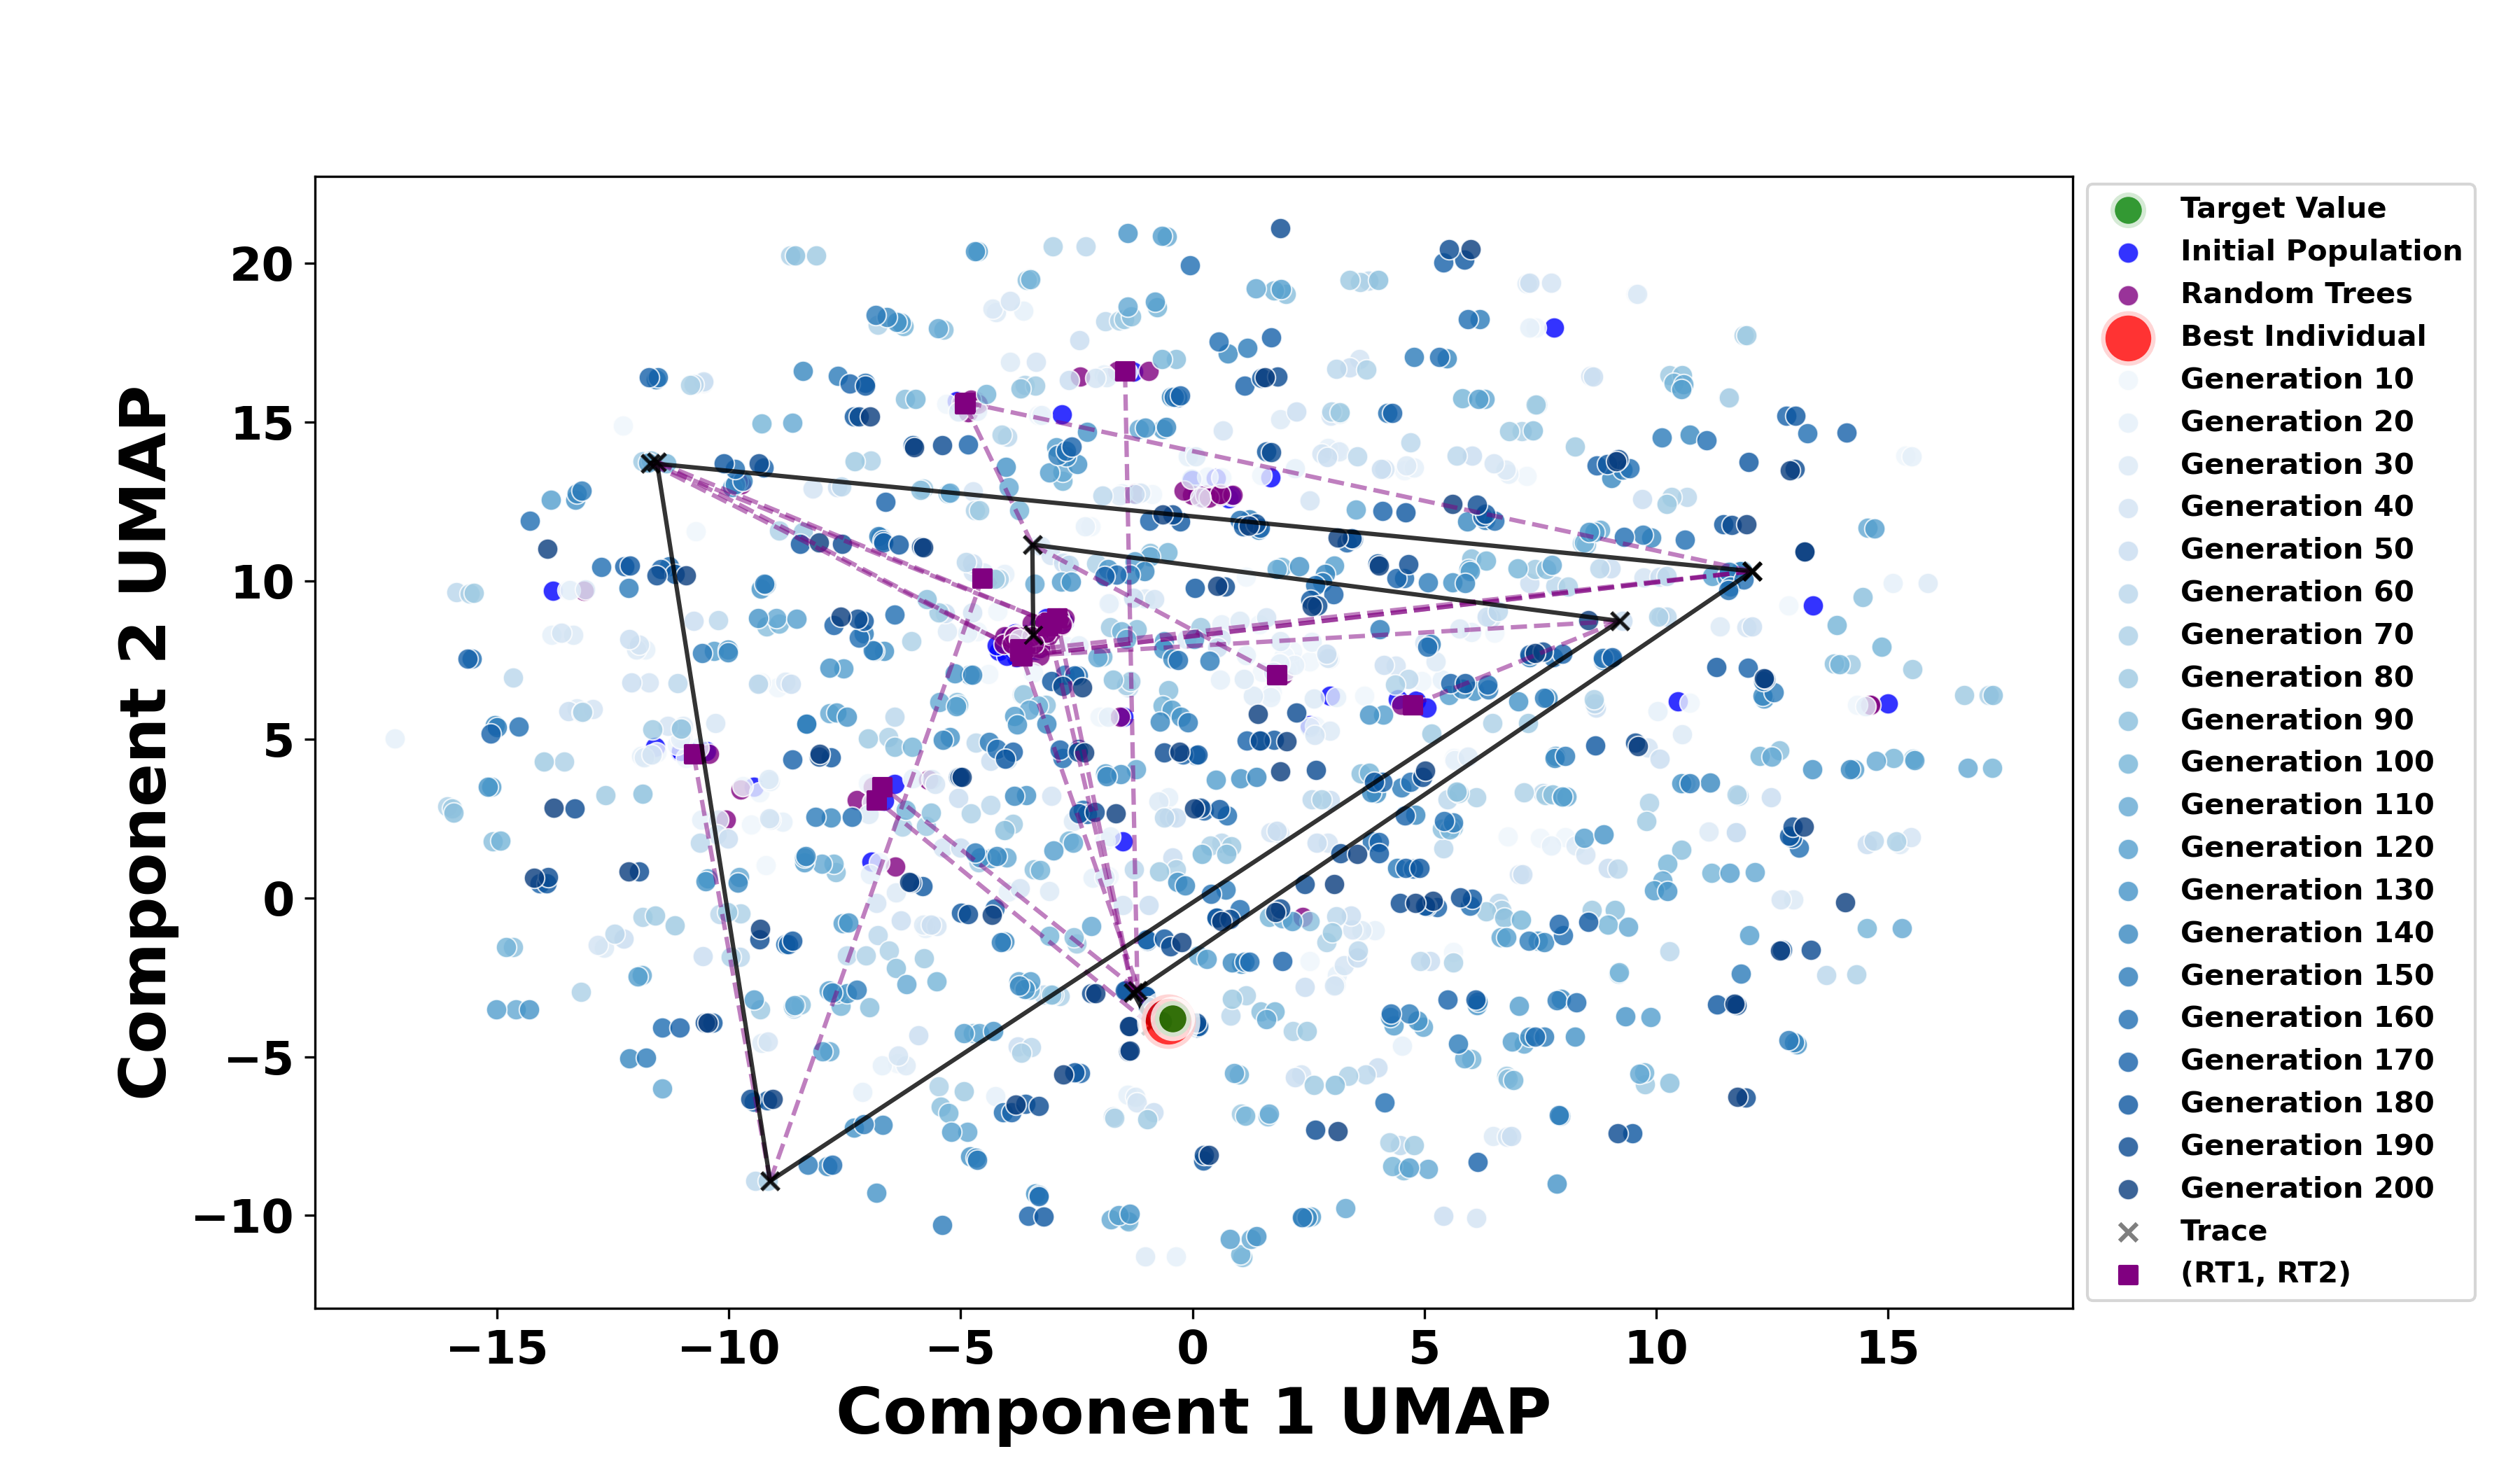 20
15
10
5
0
−5
−10
Component 2 UMAP
−15
−10
−5
0
5
10
15
Component 1 UMAP
Target Value
Initial Population
Random Trees
Best Individual
Generation 10
Generation 20
Generation 30
Generation 40
Generation 50
Generation 60
Generation 70
Generation 80
Generation 90
Generation 100
Generation 110
Generation 120
Generation 130
Generation 140
Generation 150
Generation 160
Generation 170
Generation 180
Generation 190
Generation 200
Trace
(RT1, RT2)